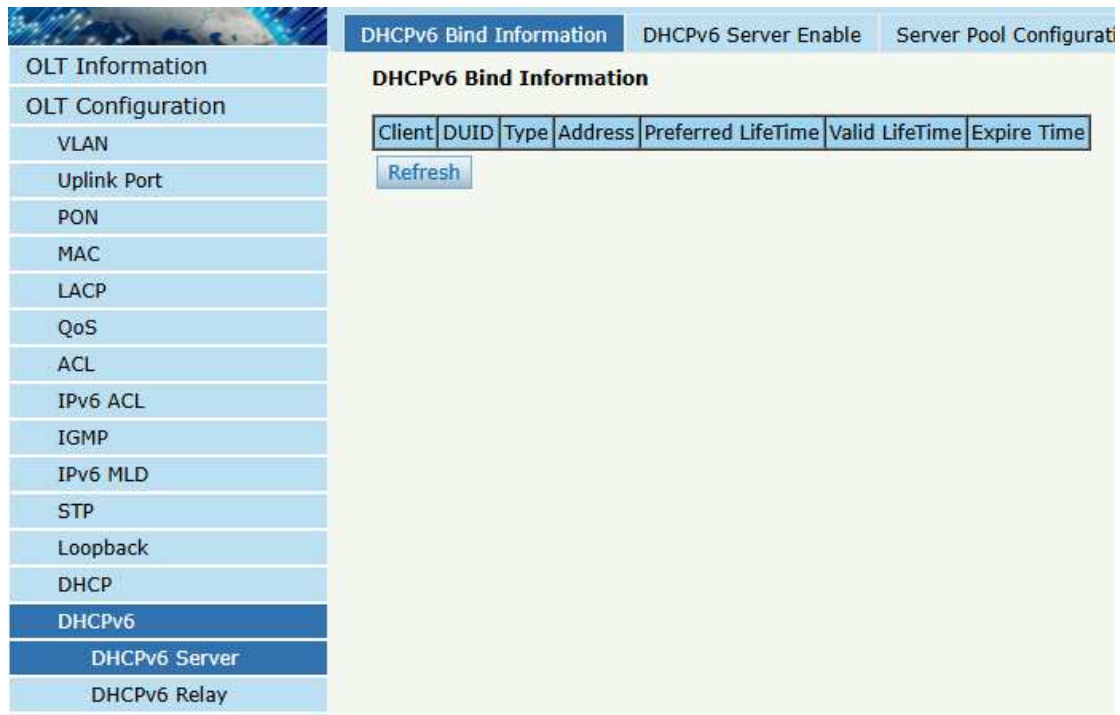 DHCPv6 Bind Information DHCPv6 Server Enable Server Pool Configurati
OLT Information
OLT Configuration
VLAN
Uplink Port
PON
MAC
LACP
QoS
ACL
IPv6 ACL
IGMP
IPv6 MLD
STP
Loopback
DHCP
DHCPv6
DHCPv6 Server
DHCPv6 Relay
DHCPv6 Bind Information
Client DUID Type Address Preferred LifeTime Valid LifeTime Expire Time
Refresh